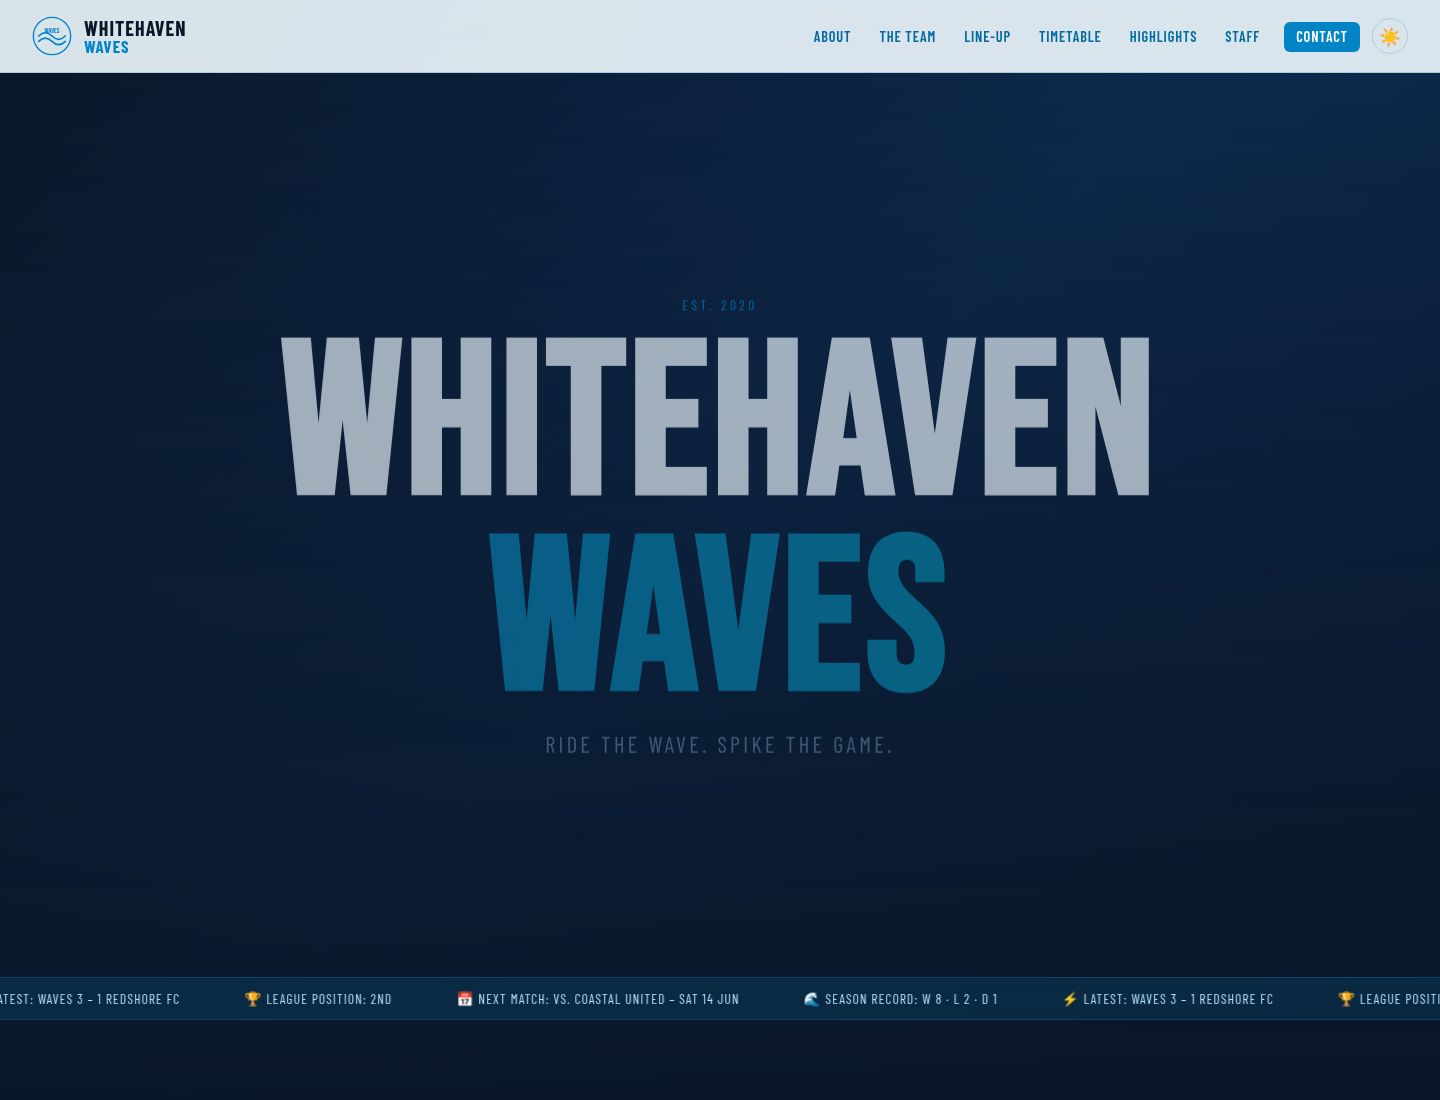 WAVES
WHITEHAVEN
WAVES
ABOUT THE TEAM LINE-UP TIMETABLE HIGHLIGHTS STAFF CONTACT
EST. 2020
WHITEHAVEN
WAVES
RIDE THE WAVE. SPIKE THE GAME.
ATEST: WAVES 3 – 1 REDSHORE FC 🏆 LEAGUE POSITION: 2ND 📅 NEXT MATCH: VS. COASTAL UNITED – SAT 14 JUN 🌊 SEASON RECORD: W 8 · L 2 · D 1 ⚡ LATEST: WAVES 3 – 1 REDSHORE FC 🏆 LEAGUE POSITI